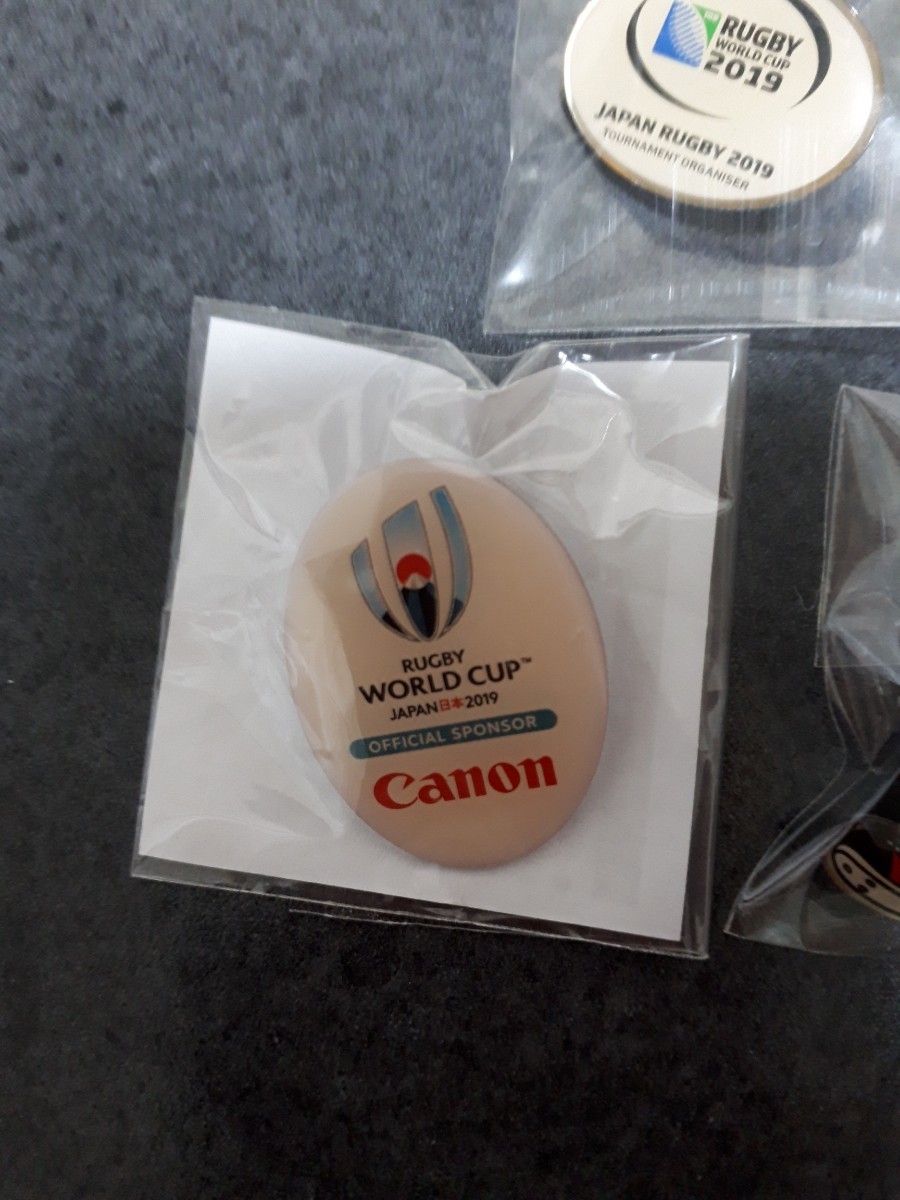 RUGBY
WORLD CUP
2019
JAPAN RUGBY 2019
TOURNAMENT ORGANISER
RUGBY
WORLD CUP™
JAPAN日本2019
OFFICIAL SPONSOR
Canon